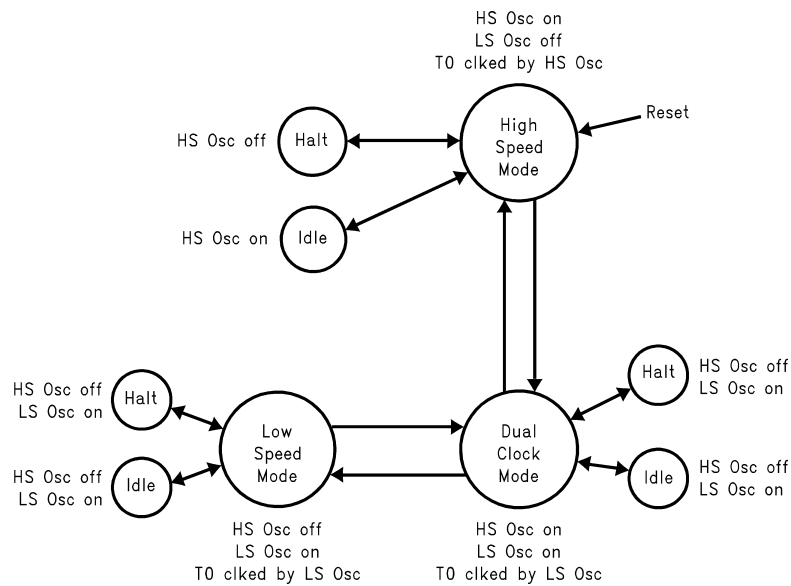 HS Osc on
LS Osc off
T0 clked by HS Osc
High
Speed
Mode
Reset
HS Osc off
Halt
HS Osc on
Idle
HS Osc off
LS Osc on
Halt
HS Osc off
LS Osc on
Idle
Low
Speed
Mode
HS Osc off
LS Osc on
T0 clked by LS Osc
Dual
Clock
Mode
HS Osc on
LS Osc on
T0 clked by LS Osc
Halt
HS Osc off
LS Osc on
Idle
HS Osc off
LS Osc on